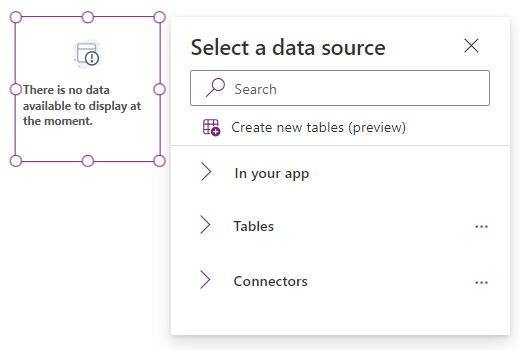 There is no data
available to display at
the moment.
Select a data source
Search
Create new tables (preview)
In your app
Tables
Connectors